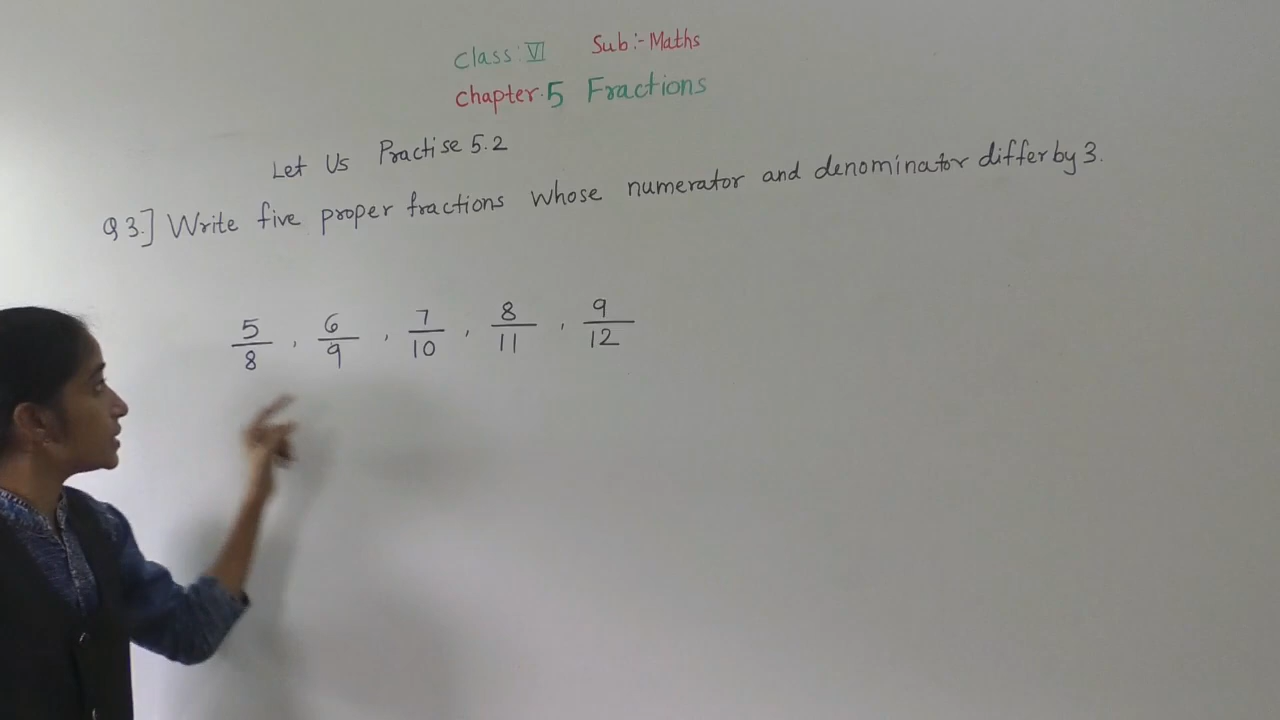 Class VI Sub:- Maths
Chapter. 5 Fractions
Let Us Practise 5.2
Q 3.] Write five proper fractions whose numerator and denominator differ by 3.
5/8 , 6/9 , 7/10 , 8/11 , 9/12